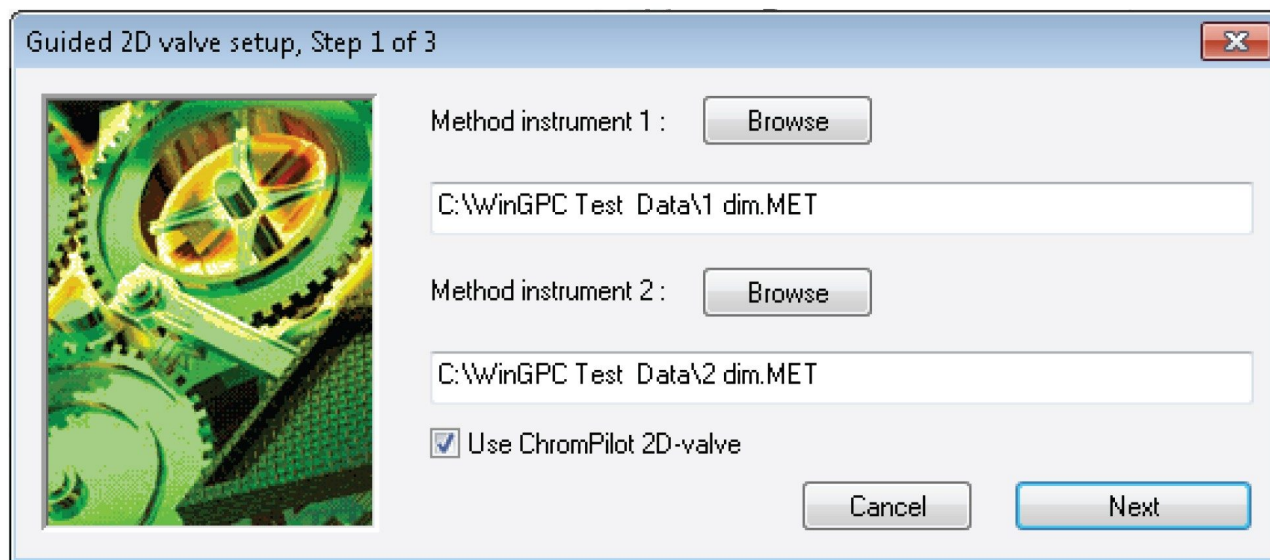 Guided 2D valve setup, Step 1 of 3
Method instrument 1 : Browse
C:\WinGPC Test Data\1 dim.MET
Method instrument 2 : Browse
C:\WinGPC Test Data\2 dim.MET
Use ChromPilot 2D-valve
Cancel Next